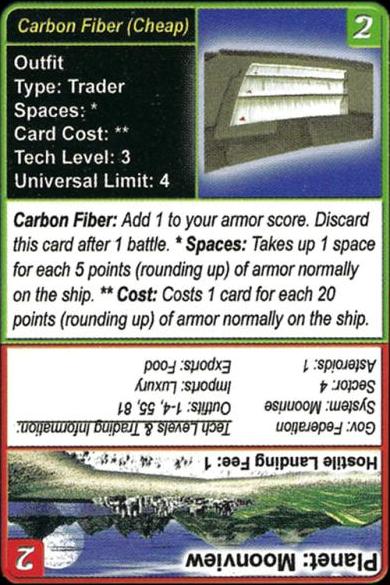 Carbon Fiber (Cheap)
2
Outfit
Type: Trader
Spaces: *
Card Cost: **
Tech Level: 3
Universal Limit: 4
Carbon Fiber: Add 1 to your armor score. Discard
this card after 1 battle. * Spaces: Takes up 1 space
for each 5 points (rounding up) of armor normally
on the ship. ** Cost: Costs 1 card for each 20
points (rounding up) of armor normally on the ship.
Planet: Moonview
2
Hostile Landing Fee: 1
Gov: Federation
System: Moonrise
Sector: 4
Asteroids: 1
Tech Levels & Trading Information:
Outfits: 1-4, 55, 81
Imports: Luxury
Exports: Food